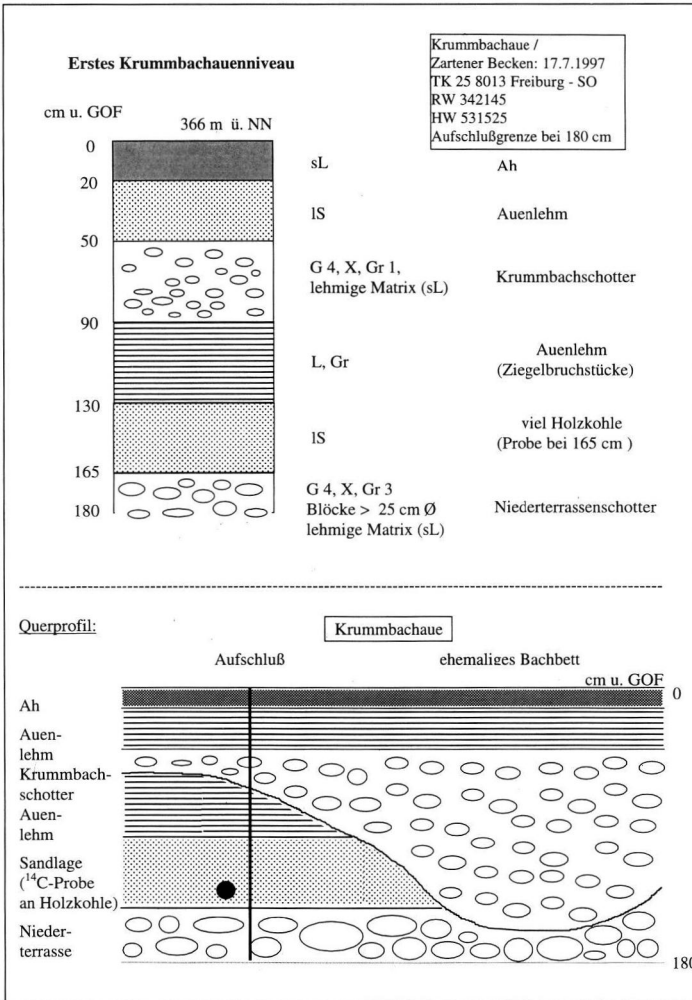 Erstes Krummbachauenniveau
Krummbachaue /
Zartener Becken: 17.7.1997
TK 25 8013 Freiburg - SO
RW 342145
HW 531525
Aufschlußgrenze bei 180 cm
cm u. GOF
366 m ü. NN
0
sL
Ah
20
lS
Auenlehm
50
G 4, X, Gr 1,
lehmige Matrix (sL)
Krummbachschotter
90
L, Gr
Auenlehm
(Ziegelbruchstücke)
130
lS
viel Holzkohle
(Probe bei 165 cm )
165
180
G 4, X, Gr 3
Blöcke > 25 cm Ø
lehmige Matrix (sL)
Niederterrassenschotter
Querprofil:
Krummbachaue
Aufschluß
ehemaliges Bachbett
cm u. GOF
0
Ah
Auen-
lehm
Krummbach-
schotter
Auen-
lehm
Sandlage
(¹⁴C-Probe
an Holzkohle)
Nieder-
terrasse
180